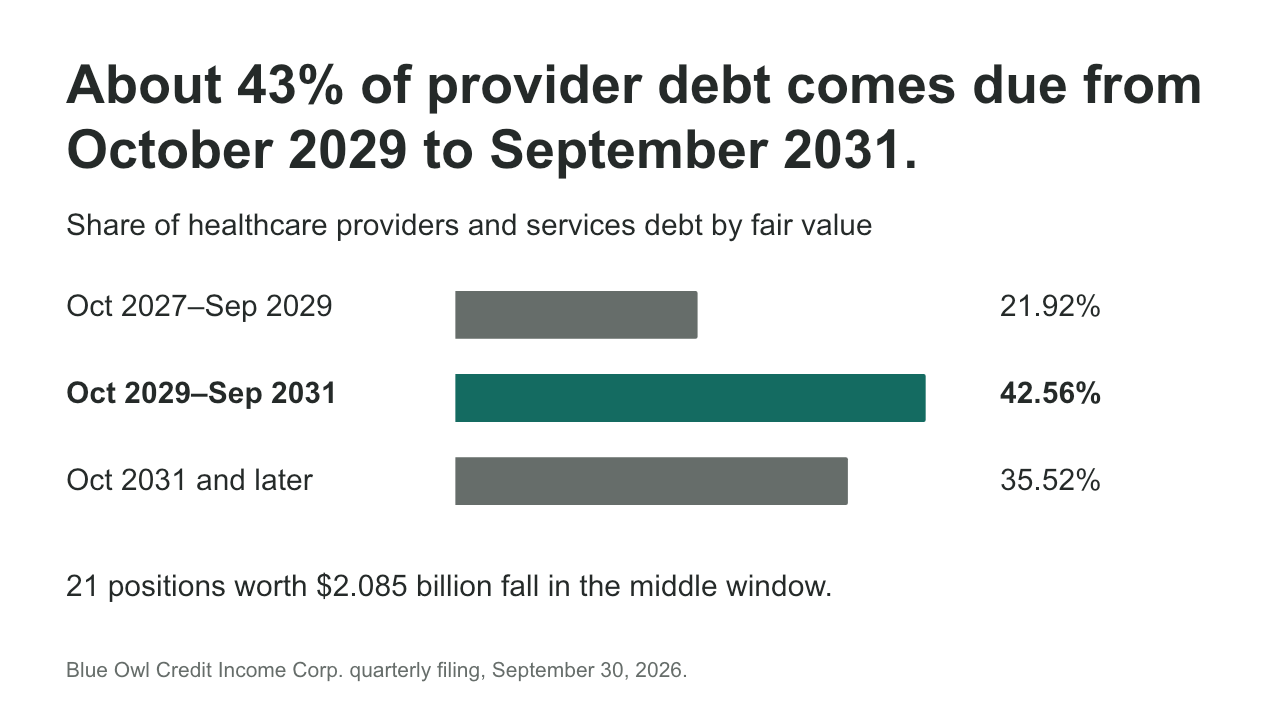 About 43% of provider debt comes due from
October 2029 to September 2031.
Share of healthcare providers and services debt by fair value
Oct 2027–Sep 2029 21.92%
Oct 2029–Sep 2031 42.56%
Oct 2031 and later 35.52%
21 positions worth $2.085 billion fall in the middle window.
Blue Owl Credit Income Corp. quarterly filing, September 30, 2026.